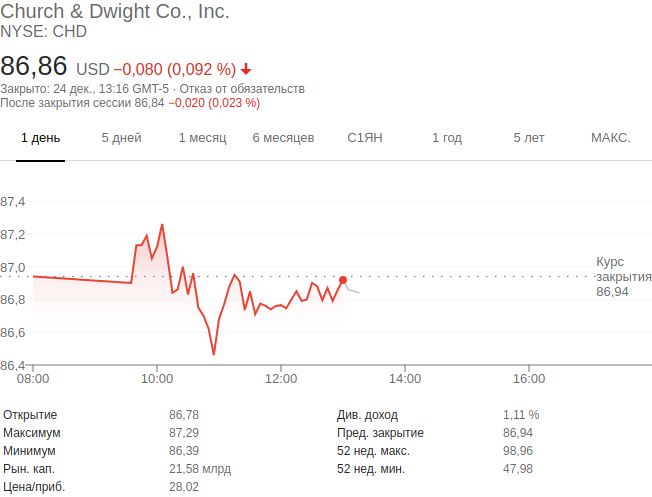 Church & Dwight Co., Inc.
NYSE: CHD
86,86 USD −0,080 (0,092 %)
Закрыто: 24 дек., 13:16 GMT-5 · Отказ от обязательств
После закрытия сессии 86,84 −0,020 (0,023 %)
1 день 5 дней 1 месяц 6 месяцев С1ЯН 1 год 5 лет МАКС.
87,4
87,2
87,0
86,8
86,6
86,4
Курс
закрытия
86,94
08:00 10:00 12:00 14:00 16:00
Открытие 86,78 Див. доход 1,11 %
Максимум 87,29 Пред. закрытие 86,94
Минимум 86,39 52 нед. макс. 98,96
Рын. кап. 21,58 млрд 52 нед. мин. 47,98
Цена/приб. 28,02